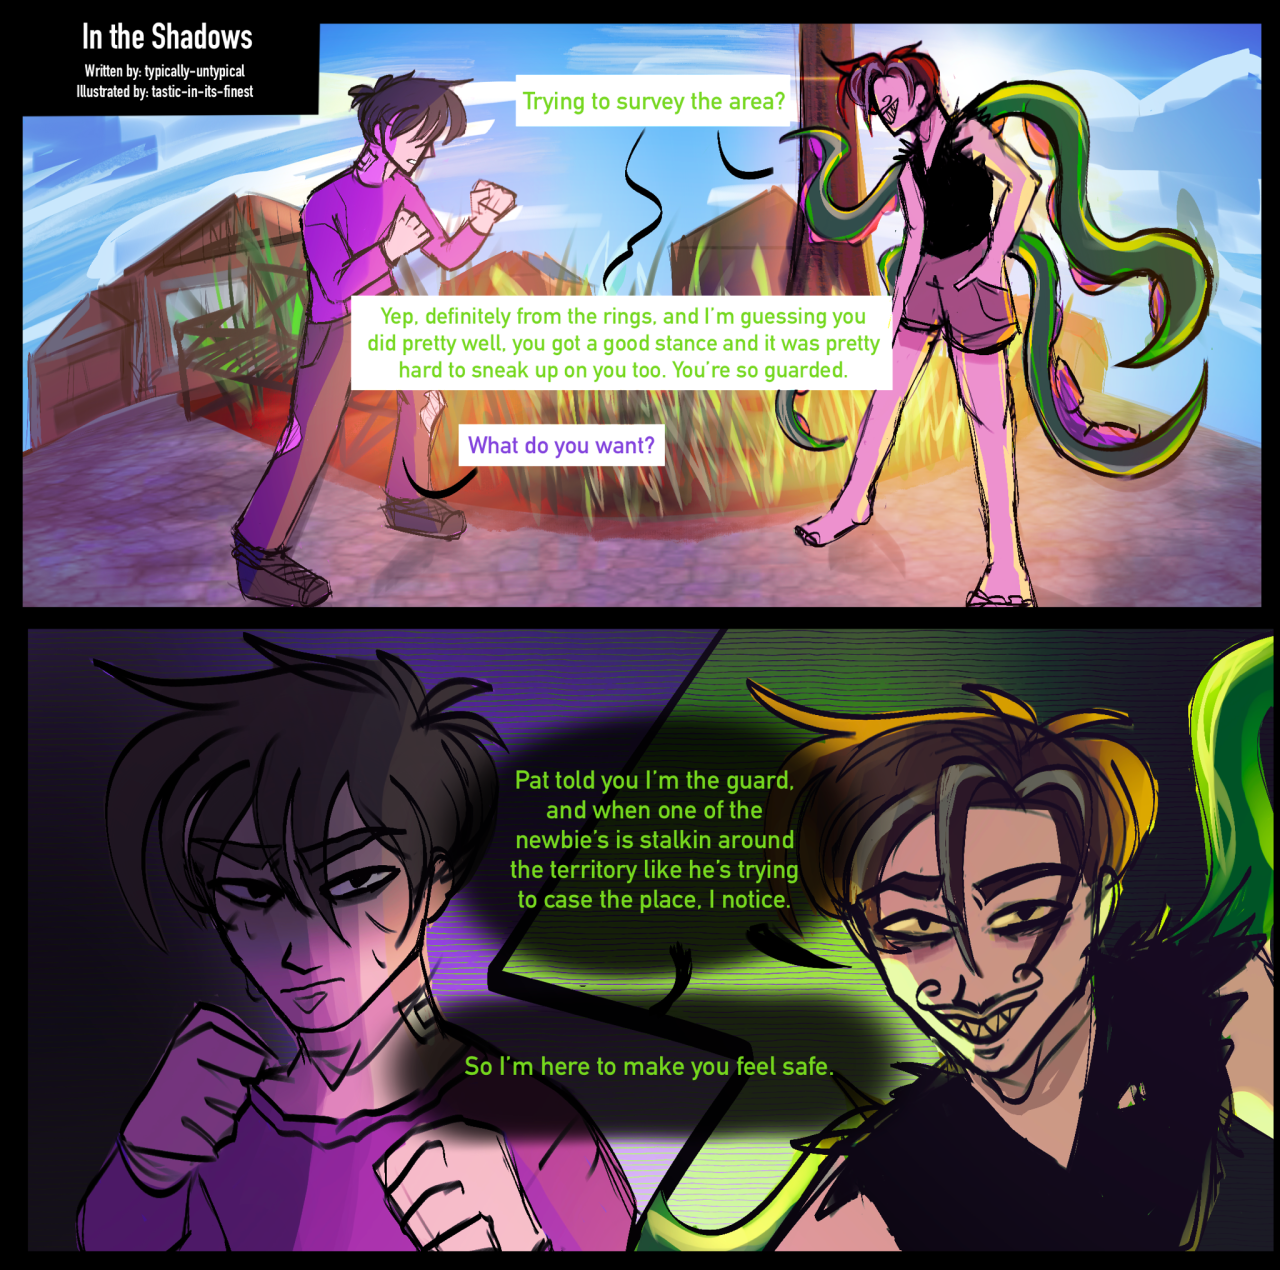 In the Shadows
Written by: typically-untypical
Illustrated by: tastic-in-its-finest
Trying to survey the area?
Yep, definitely from the rings, and I'm guessing you
did pretty well, you got a good stance and it was pretty
hard to sneak up on you too. You're so guarded.
What do you want?
Pat told you I'm the guard,
and when one of the
newbie's is stalkin around
the territory like he's trying
to case the place, I notice.
So I'm here to make you feel safe.